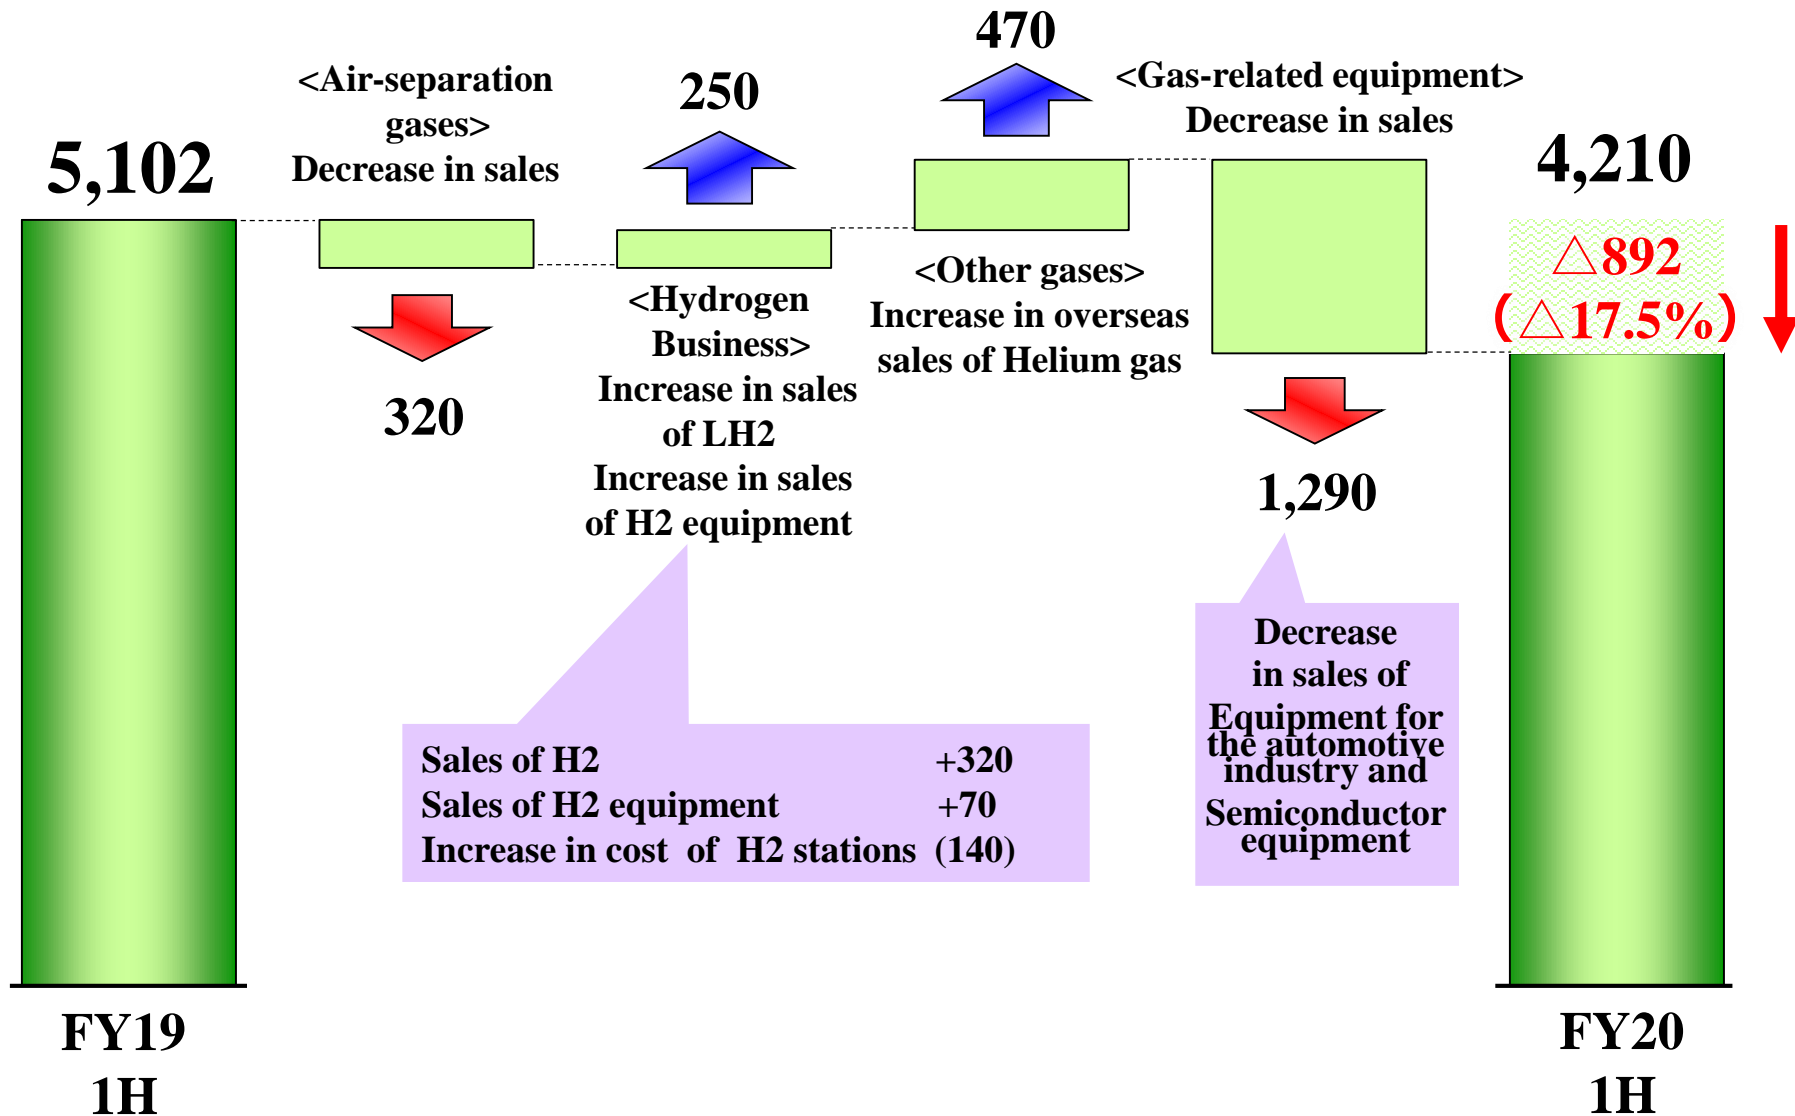 5,102
FY19
1H
<Air-separation
gases>
Decrease in sales
320
250
<Hydrogen
Business>
Increase in sales
of LH2
Increase in sales
of H2 equipment
Sales of H2 +320
Sales of H2 equipment +70
Increase in cost of H2 stations (140)
470
<Other gases>
Increase in overseas
sales of Helium gas
<Gas-related equipment>
Decrease in sales
1,290
Decrease
in sales of
Equipment for
the automotive
industry and
Semiconductor
equipment
4,210
△892
(△17.5%)
FY20
1H